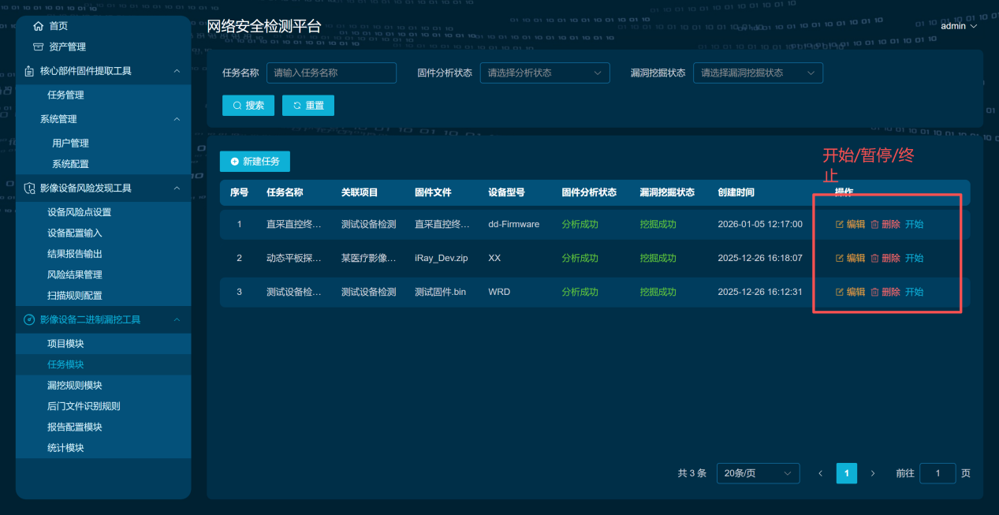 首页
资产管理
核心部件固件提取工具
任务管理
系统管理
用户管理
系统配置
影像设备风险发现工具
设备风险点设置
设备配置输入
结果报告输出
风险结果管理
扫描规则配置
影像设备二进制漏挖工具
项目模块
任务模块
漏挖规则模块
后门文件识别规则
报告配置模块
统计模块
网络安全检测平台
admin
任务名称 请输入任务名称 固件分析状态 请选择分析状态 漏洞挖掘状态 请选择漏洞挖掘状态
搜索 重置
新建任务
开始/暂停/终
止
序号 任务名称 关联项目 固件文件 设备型号 固件分析状态 漏洞挖掘状态 创建时间 操作
1 直采直控终... 测试设备检测 直采直控终... dd-Firmware 分析成功 挖掘成功 2026-01-05 12:17:00 编辑 删除 开始
2 动态平板探... 某医疗影像... iRay_Dev.zip XX 分析成功 挖掘成功 2025-12-26 16:18:07 编辑 删除 开始
3 测试设备检... 测试设备检测 测试固件.bin WRD 分析成功 挖掘成功 2025-12-26 16:12:31 编辑 删除 开始
共 3 条 20条/页 1 前往 1 页